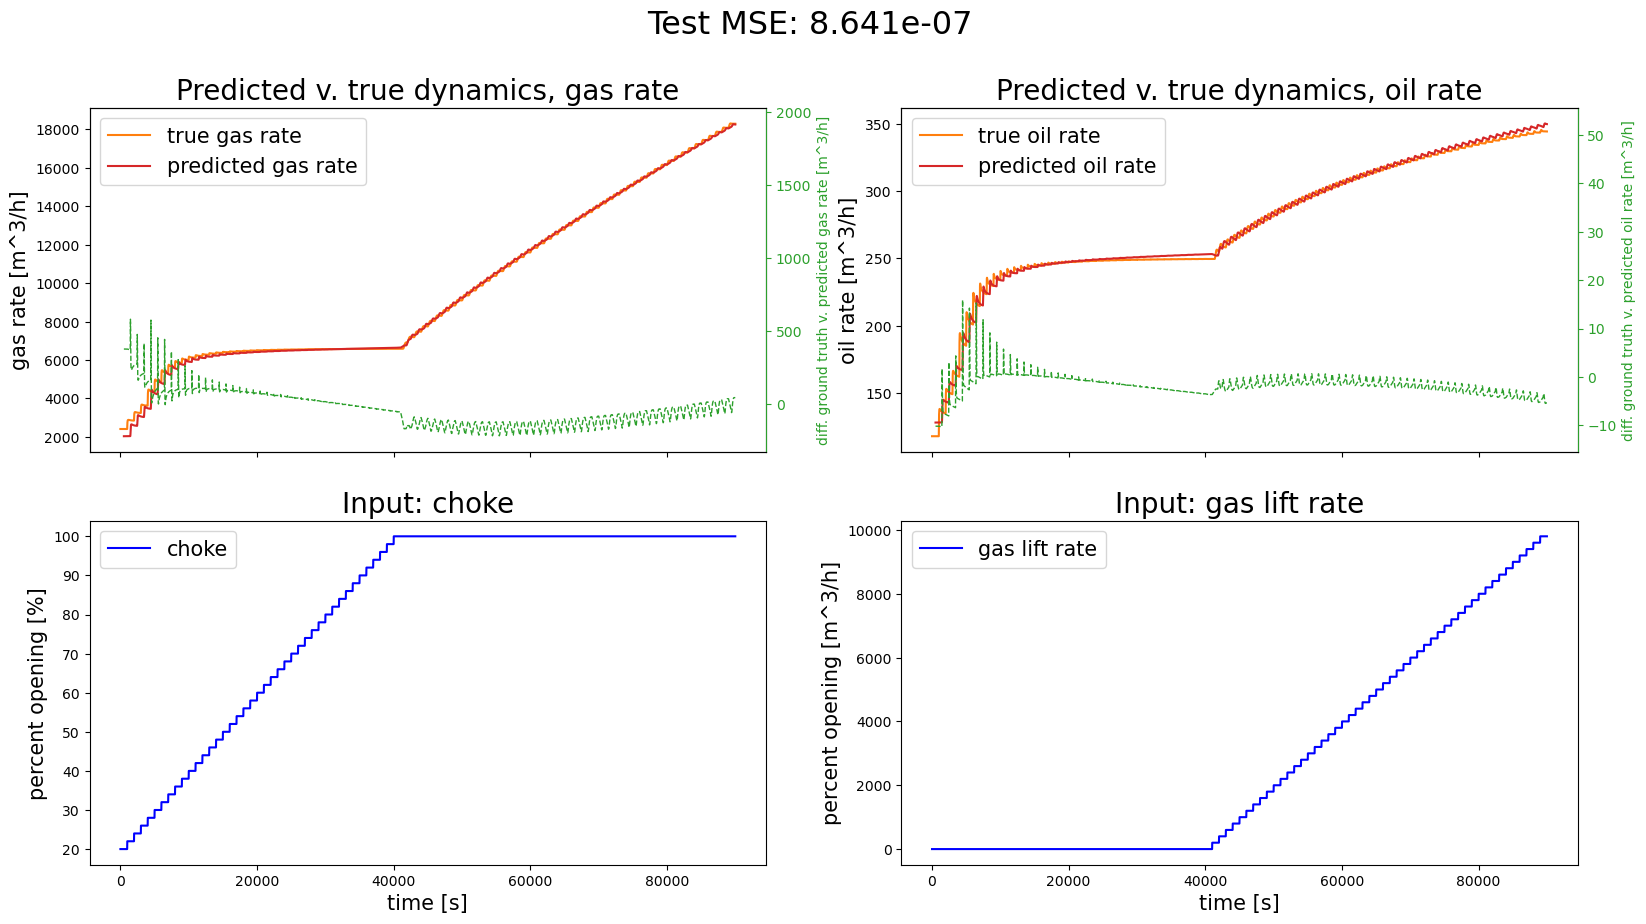 Test MSE: 8.641e-07
Predicted v. true dynamics, gas rate
true gas rate
predicted gas rate
gas rate [m^3/h]
18000
16000
14000
12000
10000
8000
6000
4000
2000
2000
1500
1000
500
0
diff. ground truth v. predicted gas rate [m^3/h]
Predicted v. true dynamics, oil rate
true oil rate
predicted oil rate
oil rate [m^3/h]
350
300
250
200
150
50
40
30
20
10
0
−10
diff. ground truth v. predicted oil rate [m^3/h]
Input: choke
choke
percent opening [%]
100
90
80
70
60
50
40
30
20
0 20000 40000 60000 80000
time [s]
Input: gas lift rate
gas lift rate
percent opening [m^3/h]
10000
8000
6000
4000
2000
0
0 20000 40000 60000 80000
time [s]